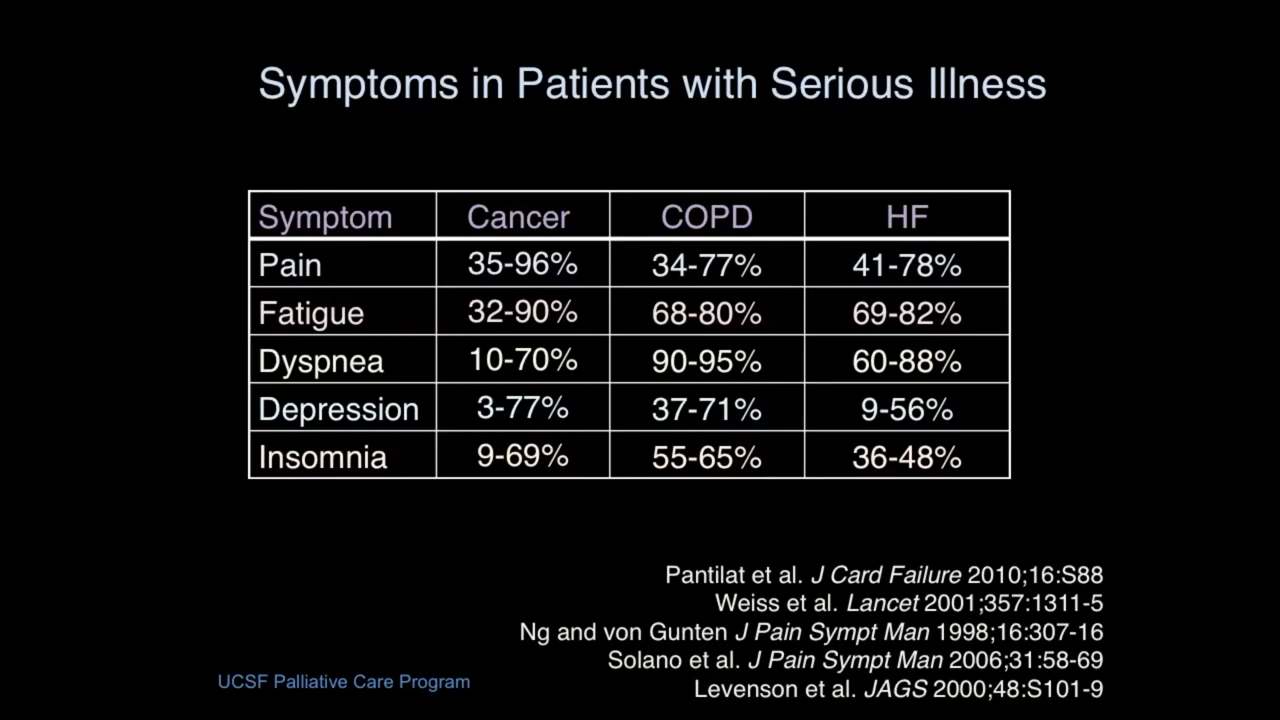 Symptoms in Patients with Serious Illness
Symptom Cancer COPD HF
Pain 35-96% 34-77% 41-78%
Fatigue 32-90% 68-80% 69-82%
Dyspnea 10-70% 90-95% 60-88%
Depression 3-77% 37-71% 9-56%
Insomnia 9-69% 55-65% 36-48%
Pantilat et al. J Card Failure 2010;16:S88
Weiss et al. Lancet 2001;357:1311-5
Ng and von Gunten J Pain Sympt Man 1998;16:307-16
Solano et al. J Pain Sympt Man 2006;31:58-69
Levenson et al. JAGS 2000;48:S101-9
UCSF Palliative Care Program